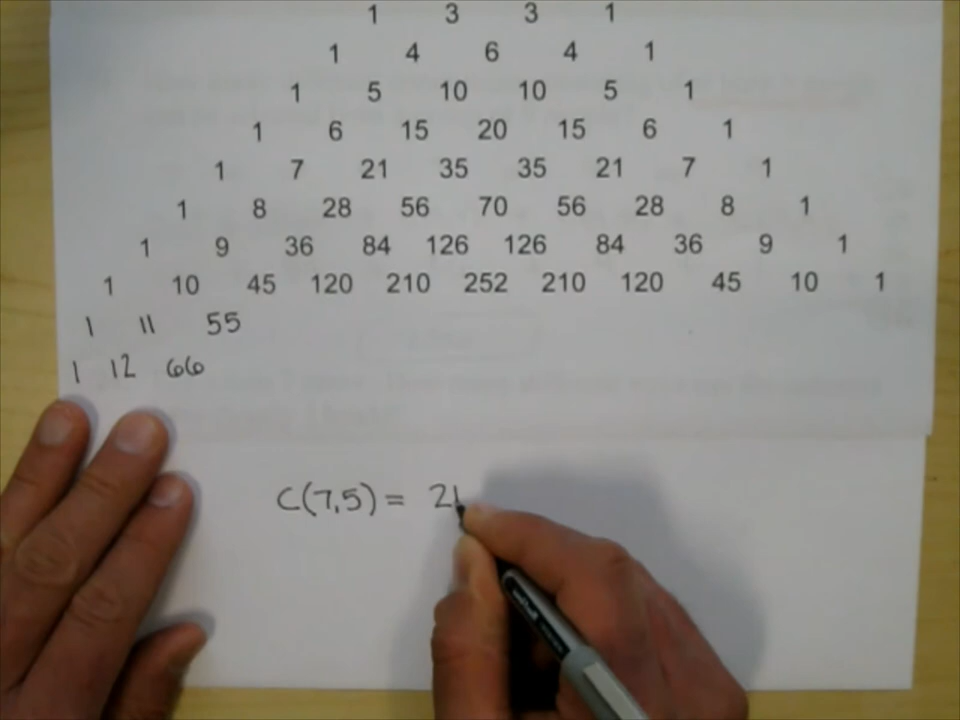 1 3 3 1
1 4 6 4 1
1 5 10 10 5 1
1 6 15 20 15 6 1
1 7 21 35 35 21 7 1
1 8 28 56 70 56 28 8 1
1 9 36 84 126 126 84 36 9 1
1 10 45 120 210 252 210 120 45 10 1
1 11 55
1 12 66
C(7,5) = 21